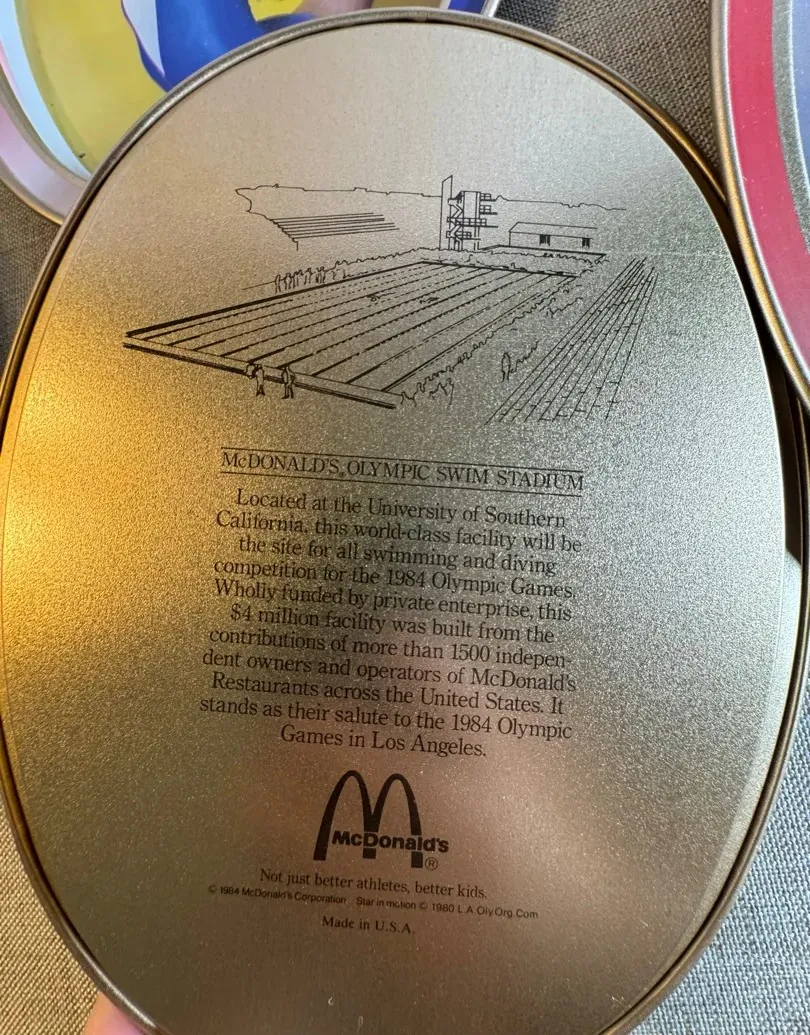 McDONALD'S OLYMPIC SWIM STADIUM
Located at the University of Southern
California, this world-class facility will be
the site for all swimming and diving
competition for the 1984 Olympic Games.
Wholly funded by private enterprise, this
$4 million facility was built from the
contributions of more than 1500 indepen-
dent owners and operators of McDonald's
Restaurants across the United States. It
stands as their salute to the 1984 Olympic
Games in Los Angeles.
McDonald's
®
Not just better athletes, better kids.
© 1984 McDonald's Corporation Star in motion © 1980 L.A.Oly.Org.Com
Made in U.S.A.